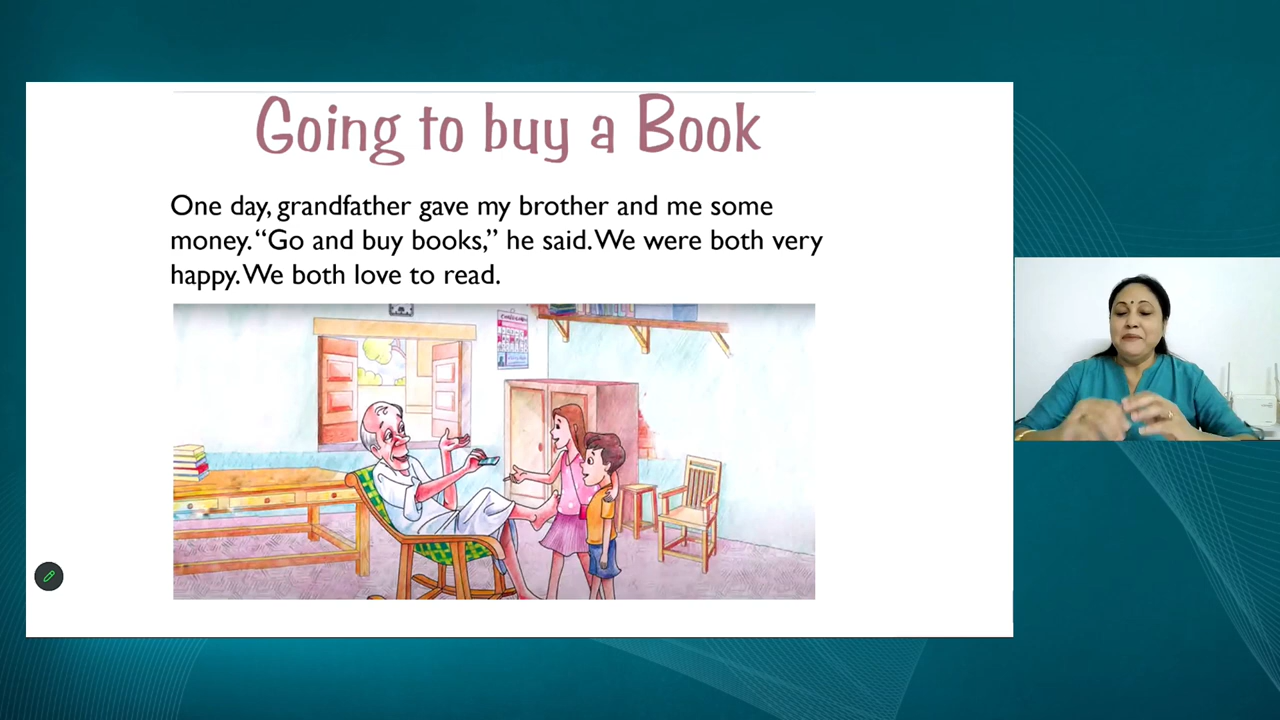 Going to buy a Book
One day, grandfather gave my brother and me some
money. “Go and buy books,” he said. We were both very
happy. We both love to read.